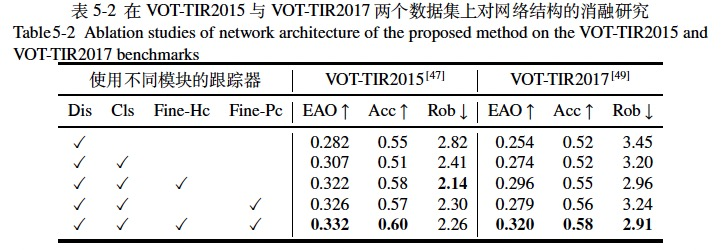 表 5-2 在 VOT-TIR2015 与 VOT-TIR2017 两个数据集上对网络结构的消融研究
Table5-2 Ablation studies of network architecture of the proposed method on the VOT-TIR2015 and
VOT-TIR2017 benchmarks
使用不同模块的跟踪器 VOT-TIR2015[47] VOT-TIR2017[49]
Dis Cls Fine-Hc Fine-Pc EAO↑ Acc↑ Rob↓ EAO↑ Acc↑ Rob↓
✓ 0.282 0.55 2.82 0.254 0.52 3.45
✓ ✓ 0.307 0.51 2.41 0.274 0.52 3.20
✓ ✓ ✓ 0.322 0.58 2.14 0.296 0.55 2.96
✓ ✓ ✓ 0.326 0.57 2.30 0.279 0.56 3.24
✓ ✓ ✓ ✓ 0.332 0.60 2.26 0.320 0.58 2.91